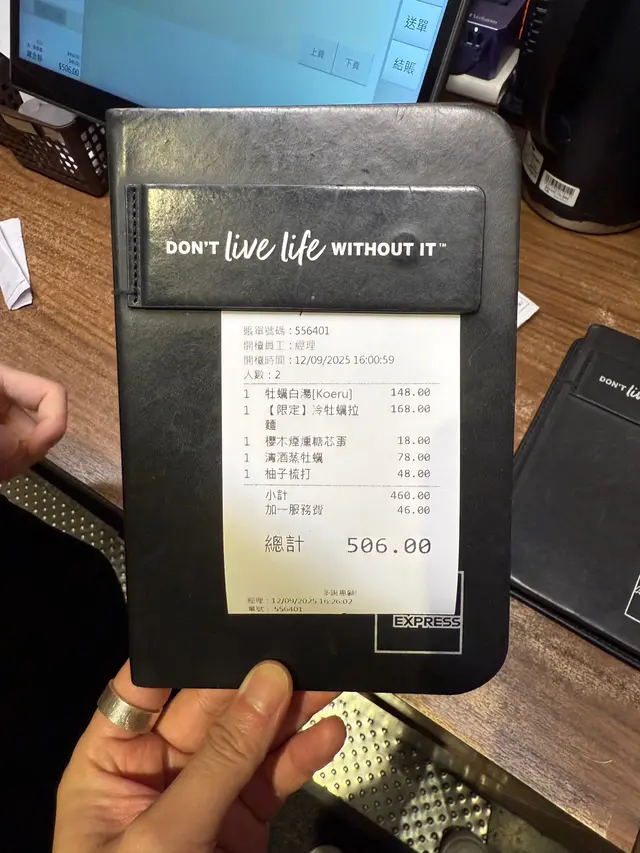 送單
上頁
下頁
結賬
$506.00
DON'T live life WITHOUT IT™
賬單號碼：556401
開檯員工：經理
開檯時間：12/09/2025 16:00:59
人數：2
1 牡蠣白湯[Koeru] 148.00
1 【限定】冷牡蠣拉麵 168.00
1 櫻木煙燻糖芯蛋 18.00
1 清酒蒸牡蠣 78.00
1 柚子梳打 48.00
小計 460.00
加一服務費 46.00
總計 506.00
多謝惠顧!
經理：12/09/2025 16:26:02
單號：556401
EXPRESS
DON'T